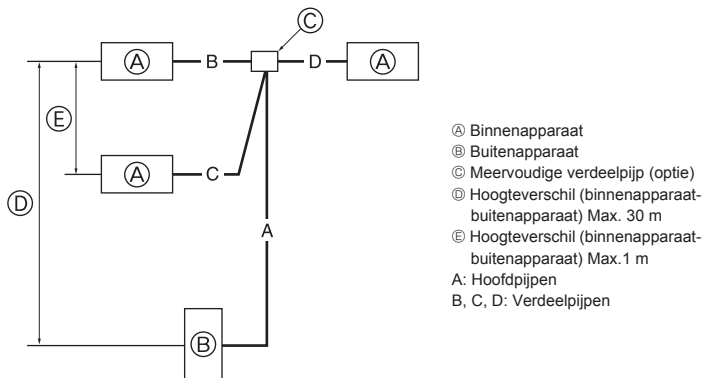 Ⓒ
Ⓐ B D Ⓐ
Ⓔ
Ⓐ C
Ⓓ
A
Ⓑ
Ⓐ Binnenapparaat
Ⓑ Buitenapparaat
Ⓒ Meervoudige verdeelpijp (optie)
Ⓓ Hoogteverschil (binnenapparaat-
buitenapparaat) Max. 30 m
Ⓔ Hoogteverschil (binnenapparaat-
buitenapparaat) Max.1 m
A: Hoofdpijpen
B, C, D: Verdeelpijpen